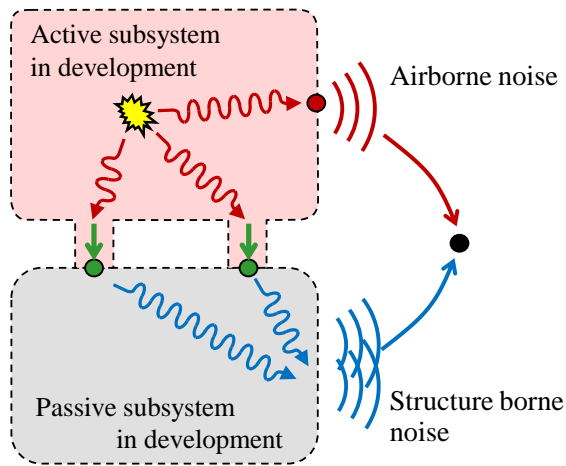 Active subsystem
in development
Airborne noise
Passive subsystem
in development
Structure borne
noise